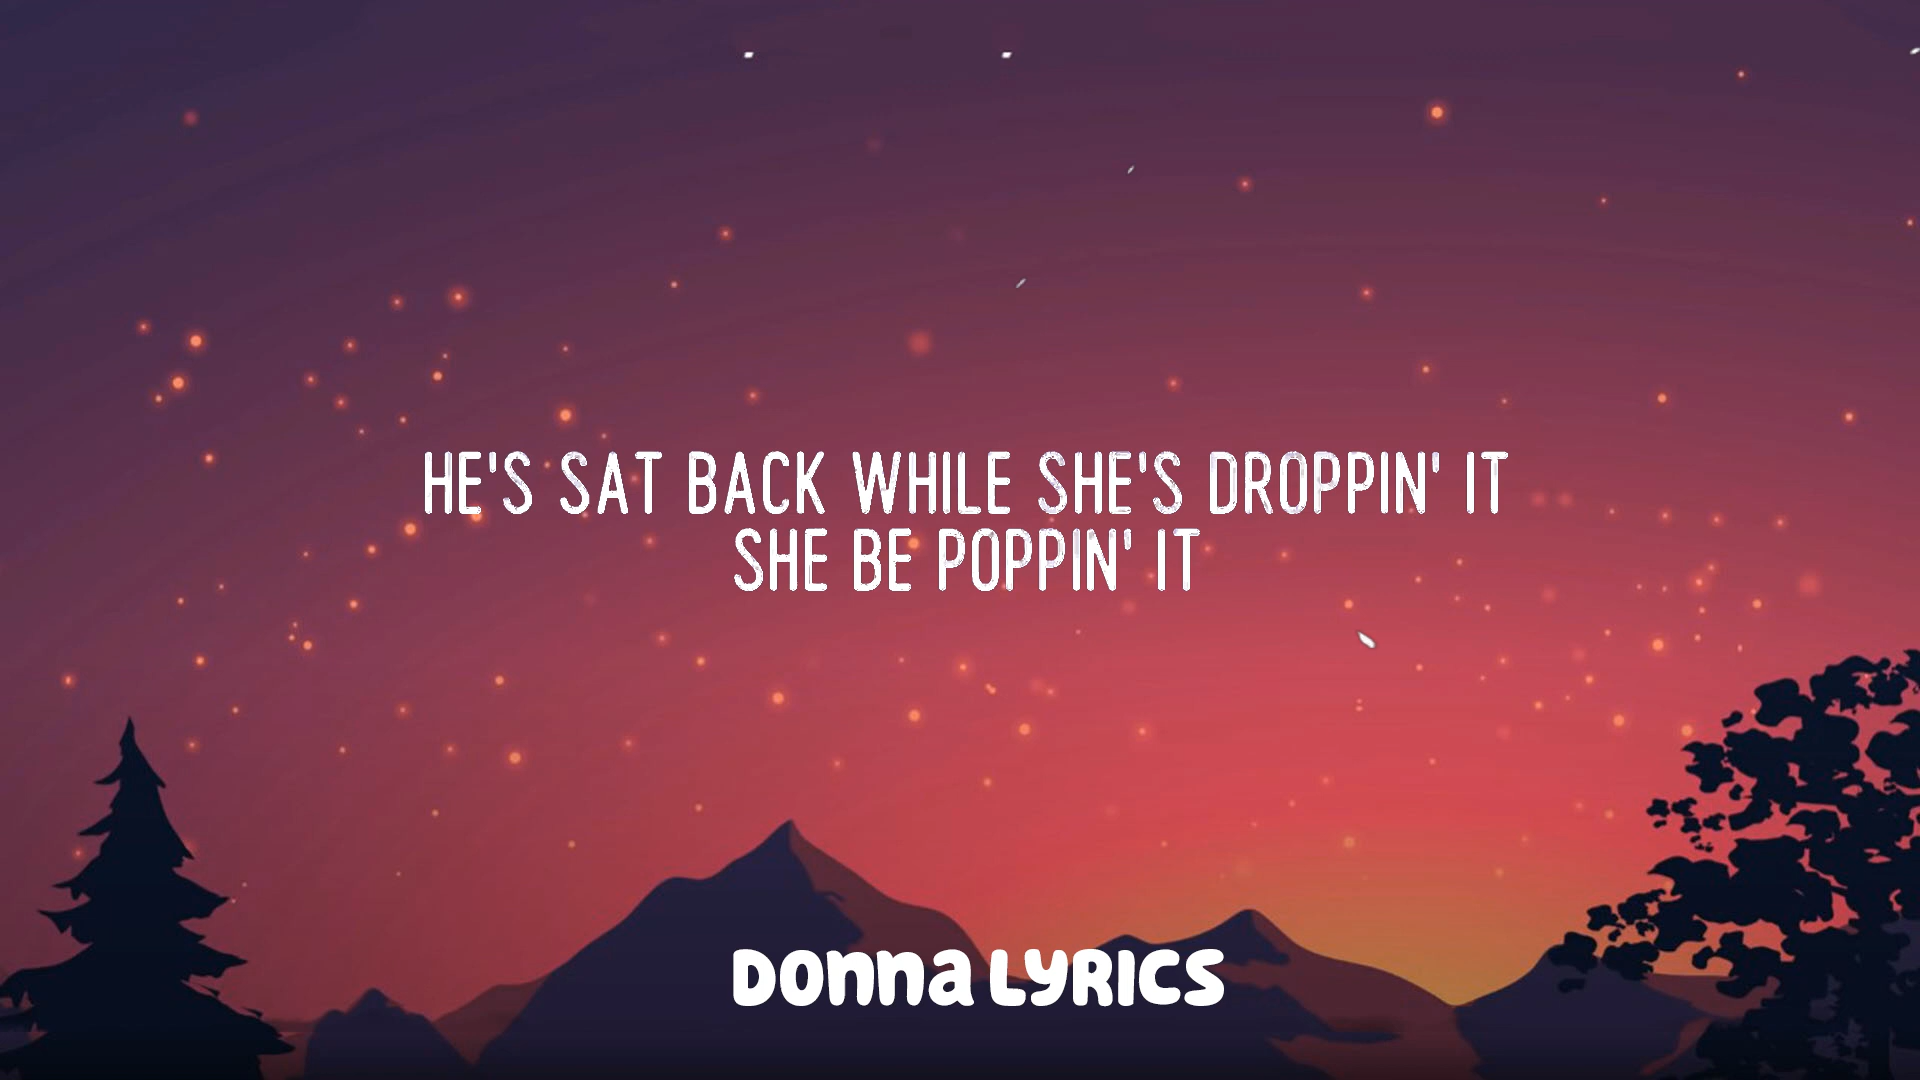 HE'S SAT BACK WHILE SHE'S DROPPIN' IT
SHE BE POPPIN' IT
Donna LYRICS